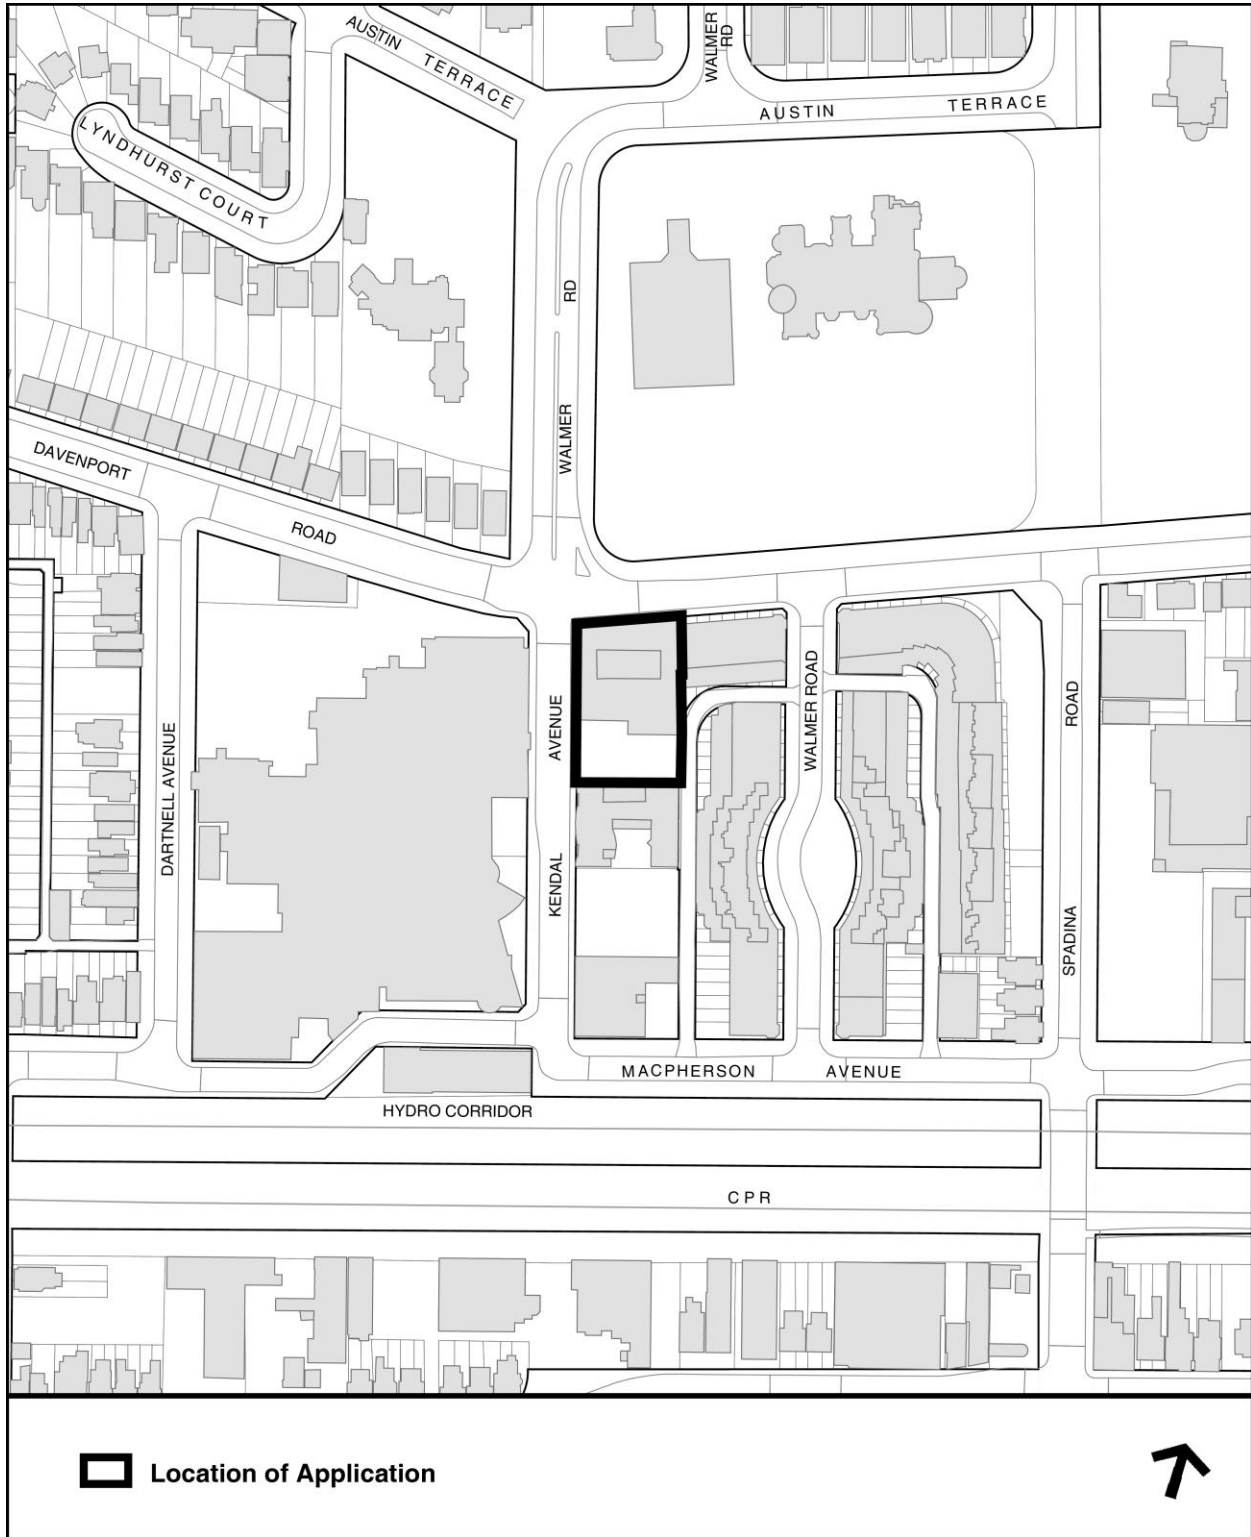 AUSTIN
TERRACE
WALMER
RD
AUSTIN
TERRACE
LYNDHURST COURT
RD
WALMER
DAVENPORT
ROAD
DARTNELL AVENUE
AVENUE
KENDAL
WALMER ROAD
ROAD
SPADINA
MACPHERSON
AVENUE
HYDRO CORRIDOR
CPR
Location of Application